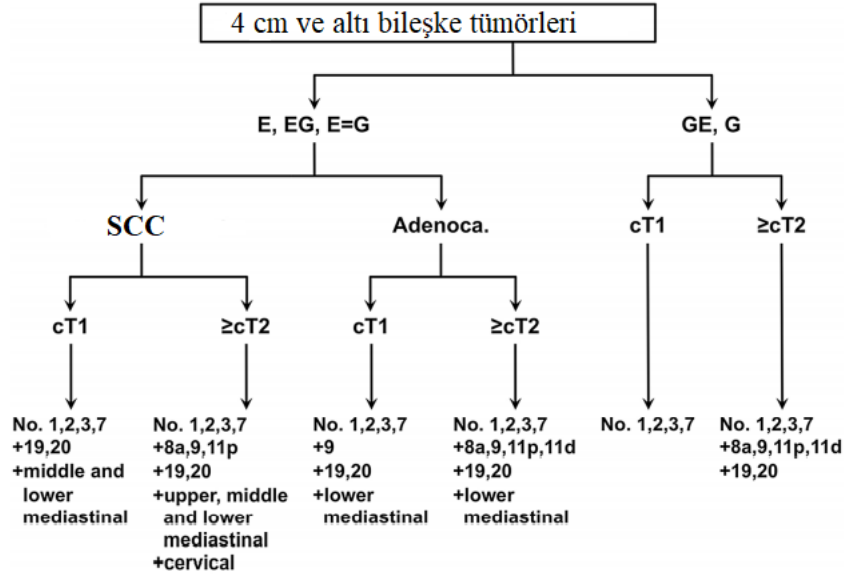 4 cm ve altı bileşke tümörleri
E, EG, E=G
GE, G
SCC
Adenoca.
cT1
≥cT2
cT1
≥cT2
cT1
≥cT2
No. 1,2,3,7
+19,20
+middle and
lower
mediastinal
No. 1,2,3,7
+8a,9,11p
+19,20
+upper, middle
and lower
mediastinal
+cervical
No. 1,2,3,7
+9
+19,20
+lower
mediastinal
No. 1,2,3,7
+8a,9,11p,11d
+19,20
+lower
mediastinal
No. 1,2,3,7
No. 1,2,3,7
+8a,9,11p,11d
+19,20